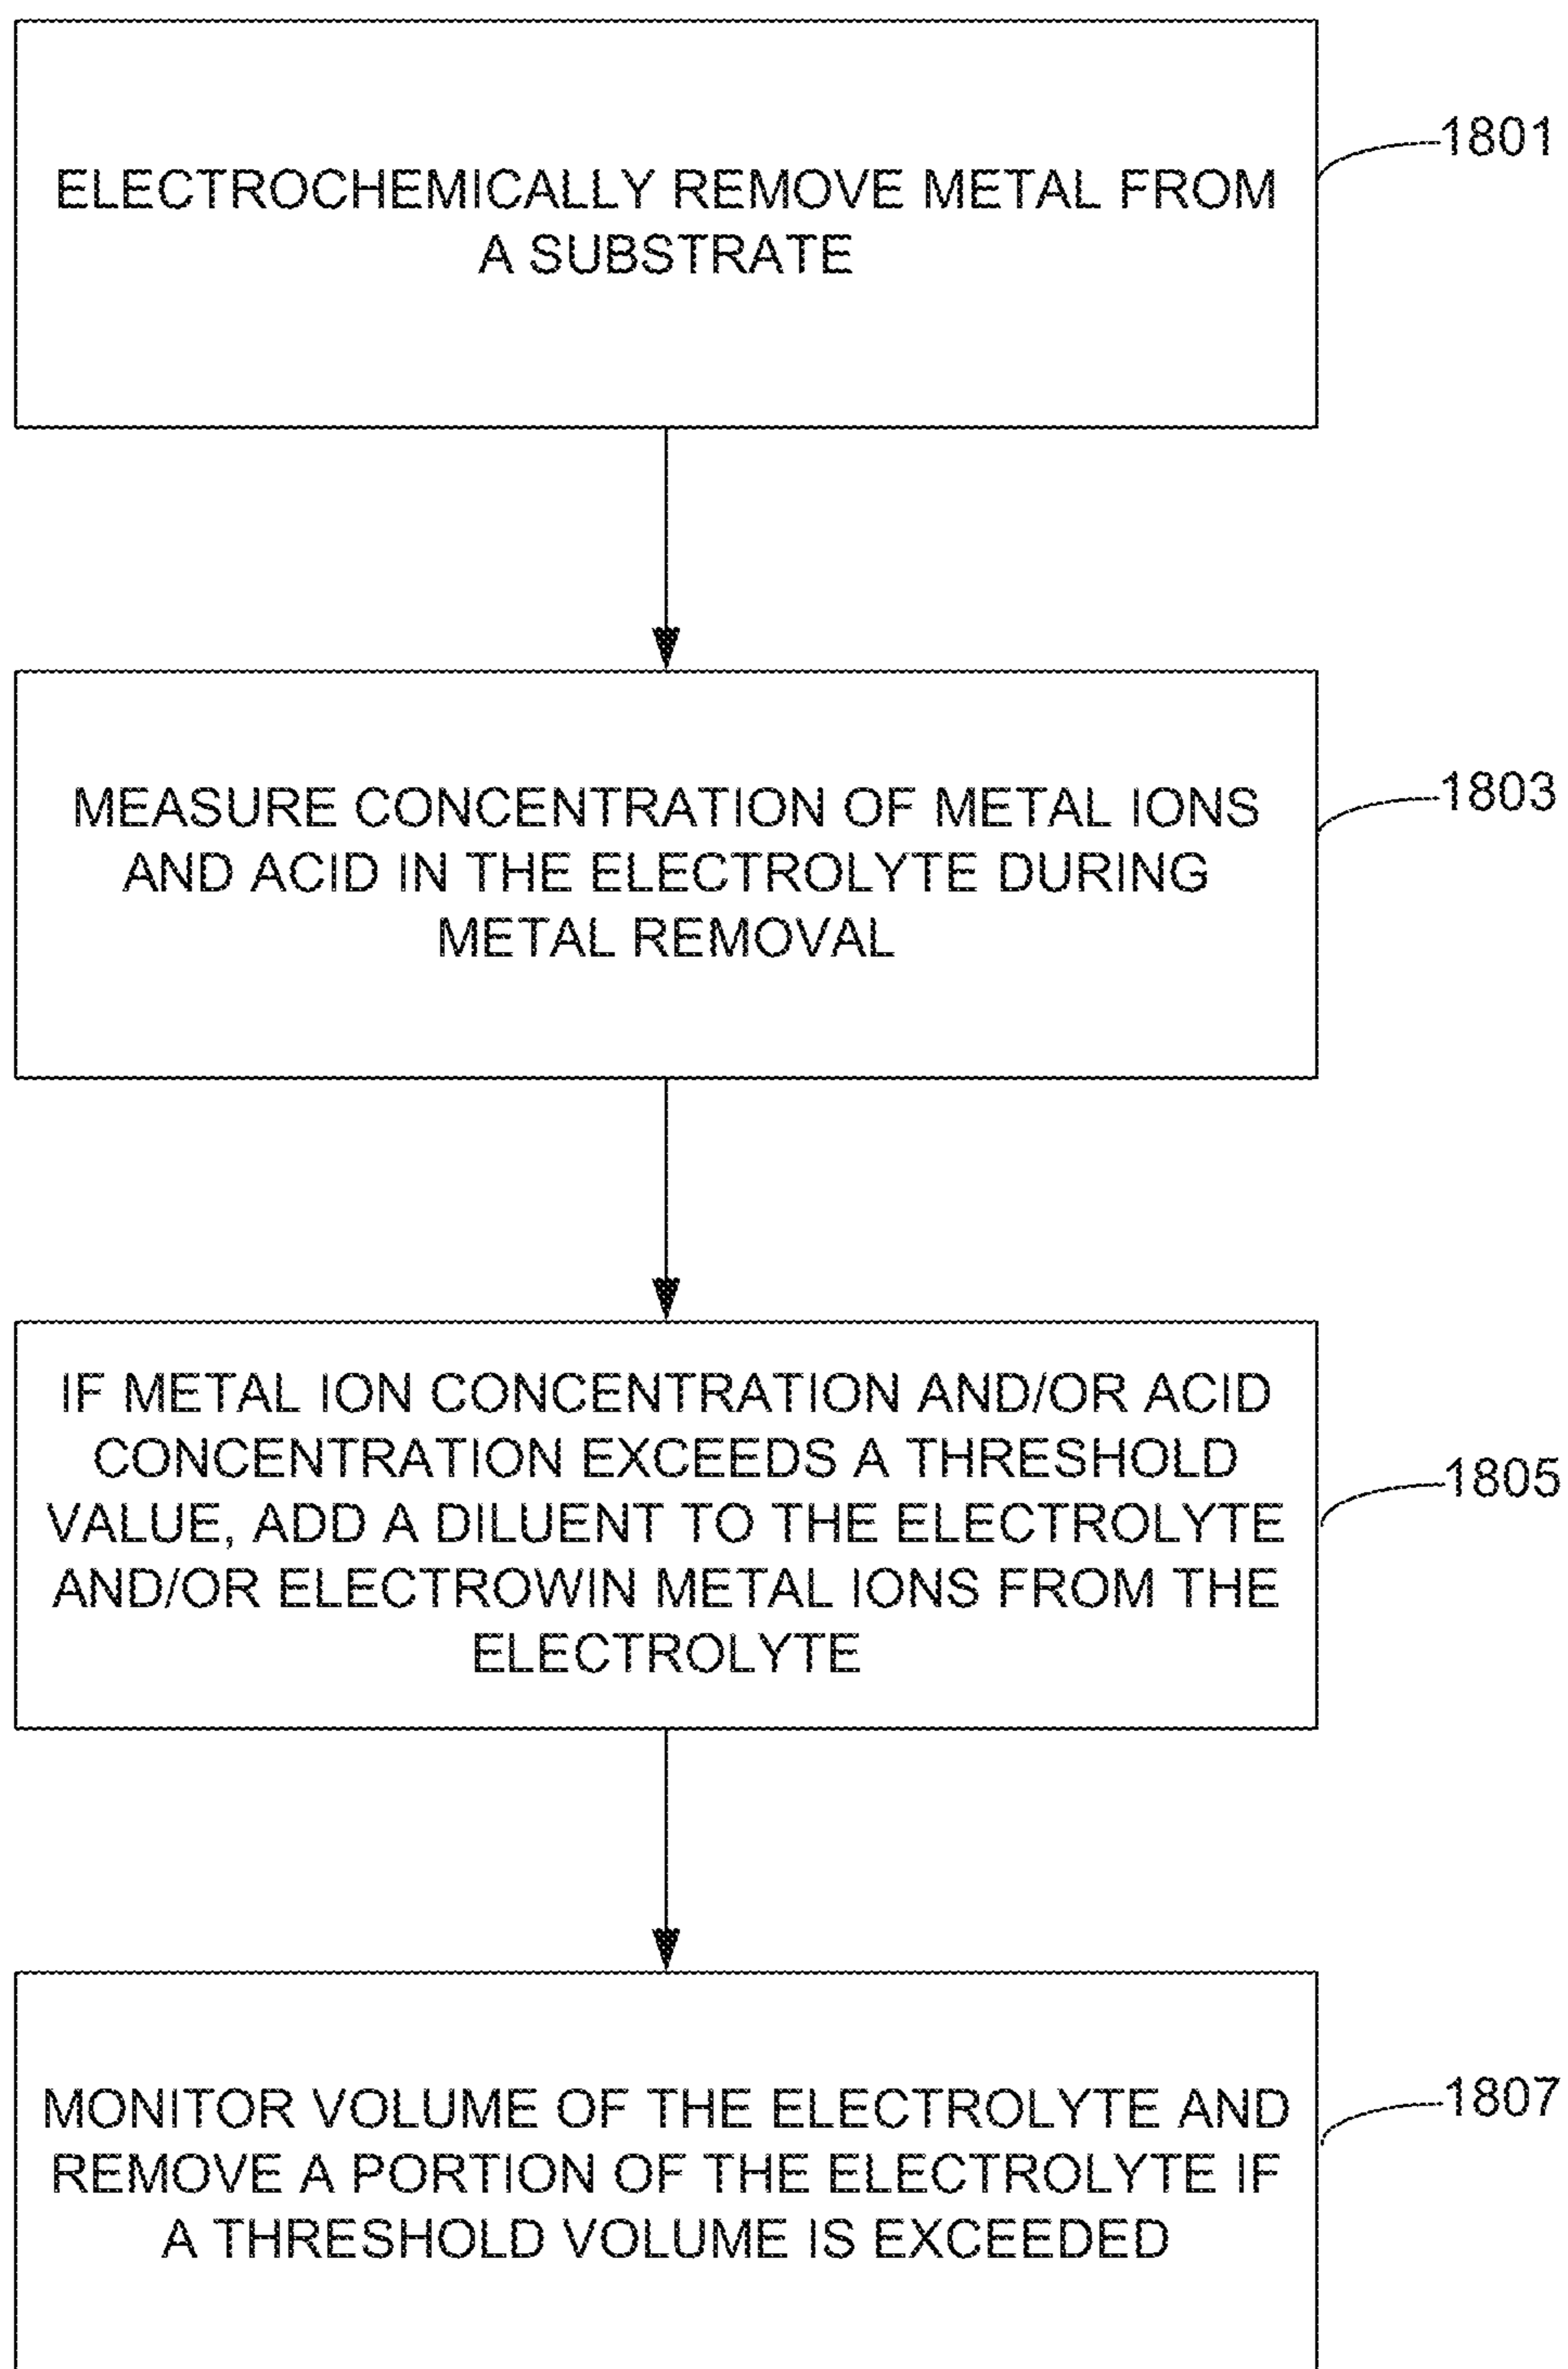 ELECTROCHEMICALLY REMOVE METAL FROM
A SUBSTRATE
1801
MEASURE CONCENTRATION OF METAL IONS
AND ACID IN THE ELECTROLYTE DURING
METAL REMOVAL
1803
IF METAL ION CONCENTRATION AND/OR ACID
CONCENTRATION EXCEEDS A THRESHOLD
VALUE, ADD A DILUENT TO THE ELECTROLYTE
AND/OR ELECTROWIN METAL IONS FROM THE
ELECTROLYTE
1805
MONITOR VOLUME OF THE ELECTROLYTE AND
REMOVE A PORTION OF THE ELECTROLYTE IF
A THRESHOLD VOLUME IS EXCEEDED
1807